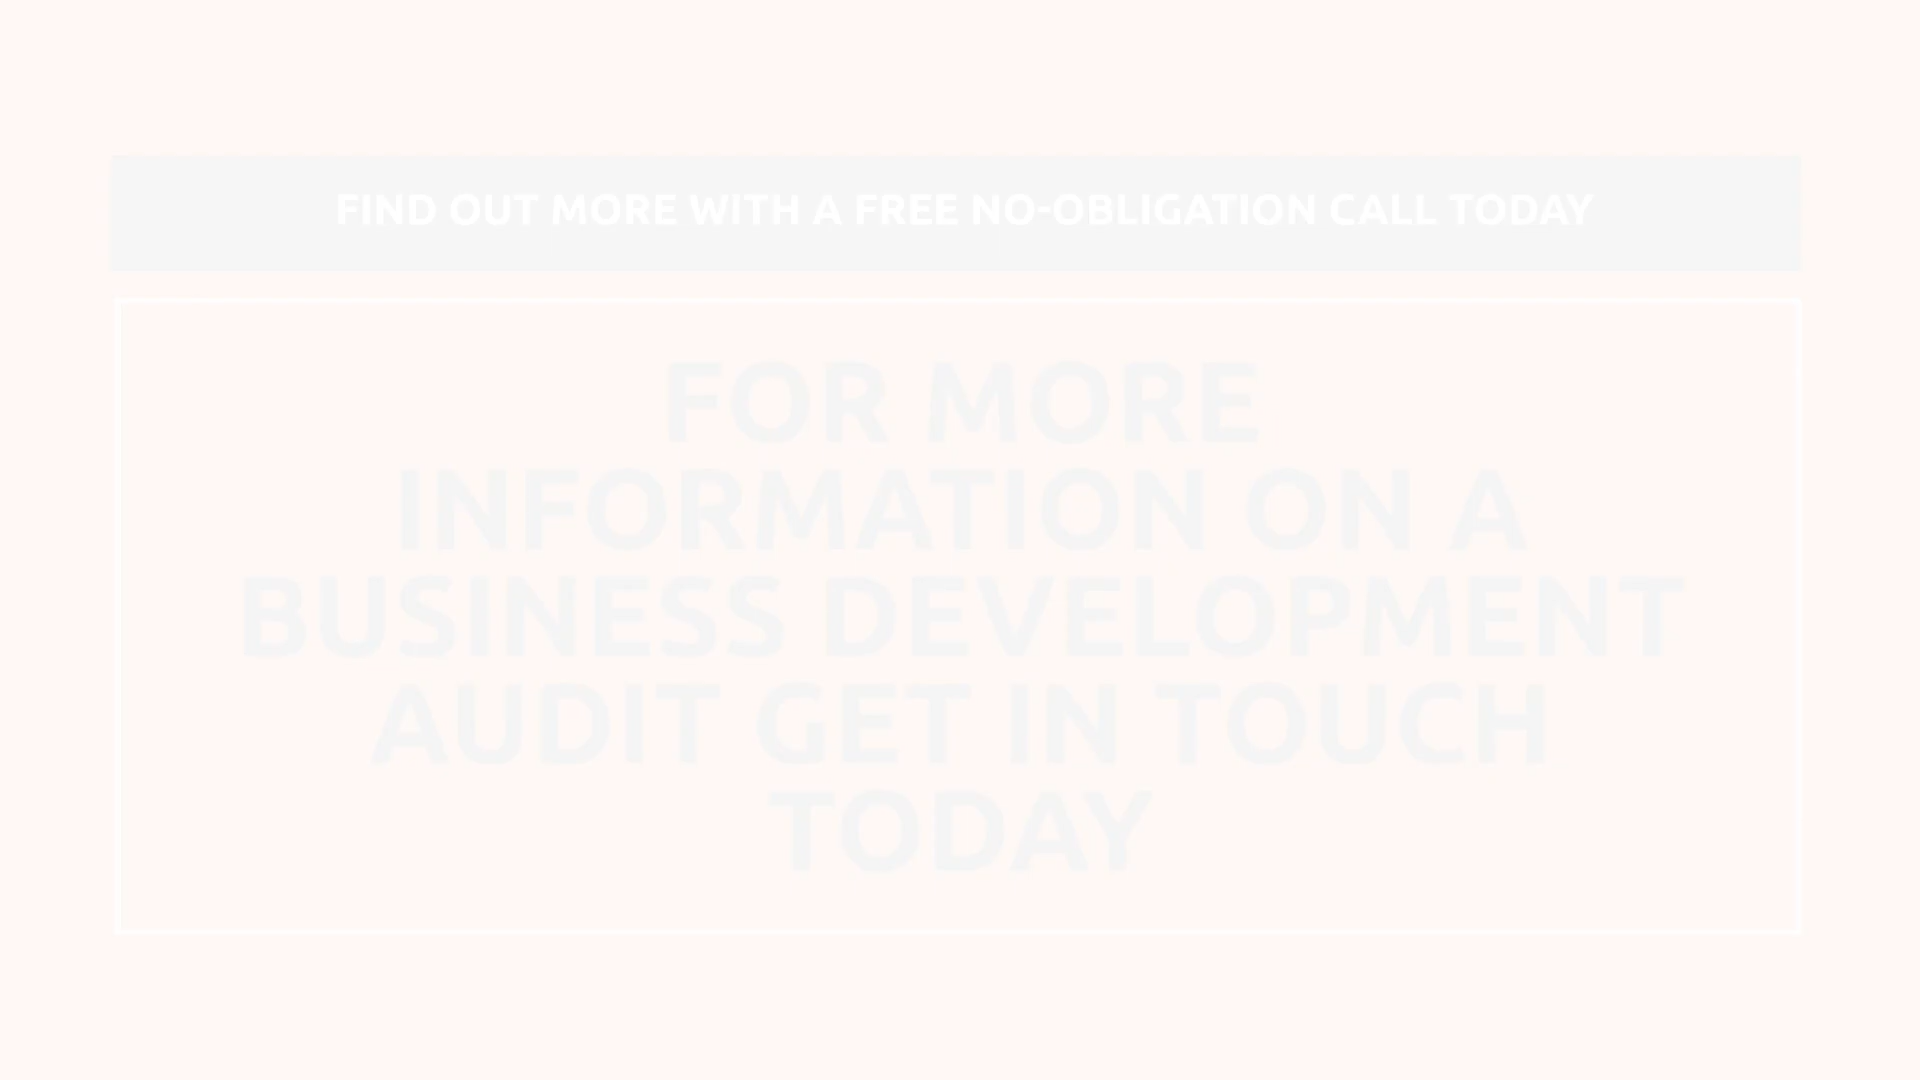 FIND OUT MORE WITH A FREE NO-OBLIGATION CALL TODAY
FOR MORE
INFORMATION ON A
BUSINESS DEVELOPMENT
AUDIT GET IN TOUCH
TODAY